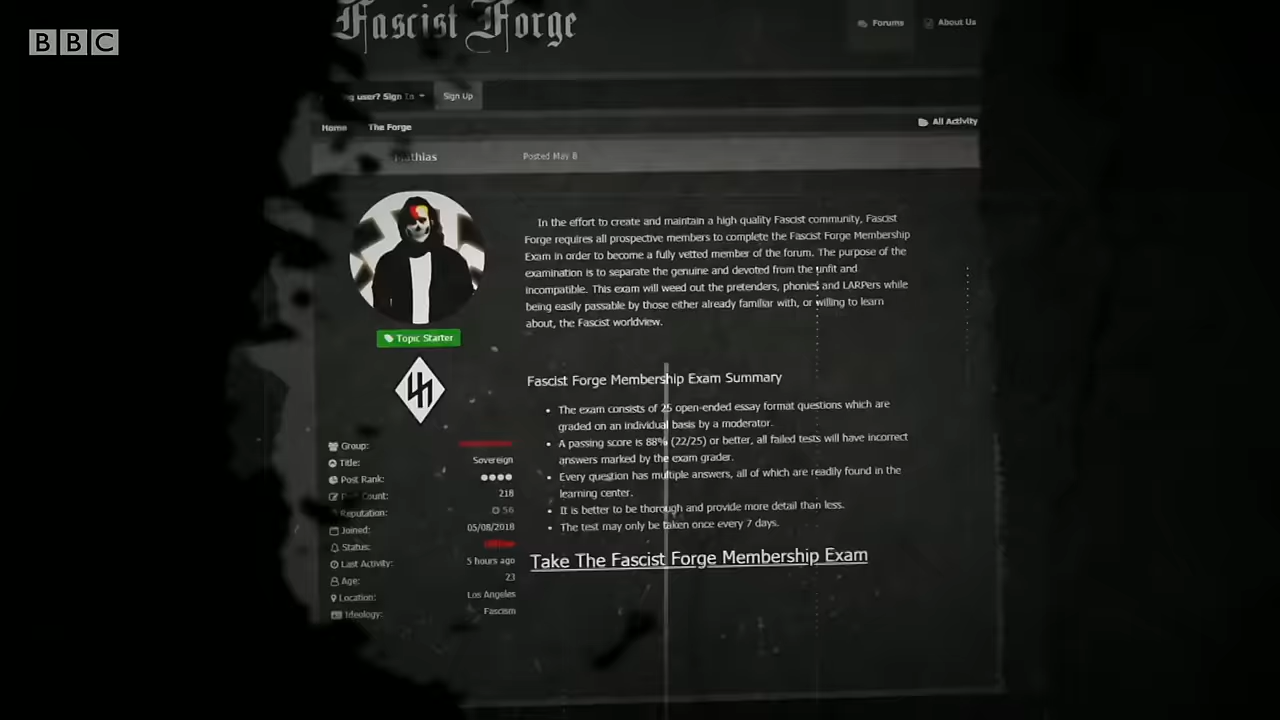 BBC
Fascist Forge
Forums
About Us
user? Sign In
Sign Up
Home
The Forge
All Activity
Posted May 8
In the effort to create and maintain a high quality Fascist community, Fascist
Forge requires all prospective members to complete the Fascist Forge Membership
Exam in order to become a fully vetted member of the forum. The purpose of the
examination is to separate the genuine and devoted from the unfit and
incompatible. This exam will weed out the pretenders, phonies and LARPers while
being easily passable by those either already familiar with, or willing to learn
about, the Fascist worldview.
Topic Starter
Fascist Forge Membership Exam Summary
• The exam consists of 25 open-ended essay format questions which are
graded on an individual basis by a moderator.
• A passing score is 88% (22/25) or better, all failed tests will have incorrect
answers marked by the exam grader.
• Every question has multiple answers, all of which are readily found in the
learning center.
• It is better to be thorough and provide more detail than less.
• The test may only be taken once every 7 days.
Take The Fascist Forge Membership Exam
Group:
Title: Sovereign
Post Rank:
Count: 218
Reputation: 56
Joined: 05/08/2018
Status:
Last Activity: 5 hours ago
Age: 23
Location: Los Angeles
Ideology: Fascism